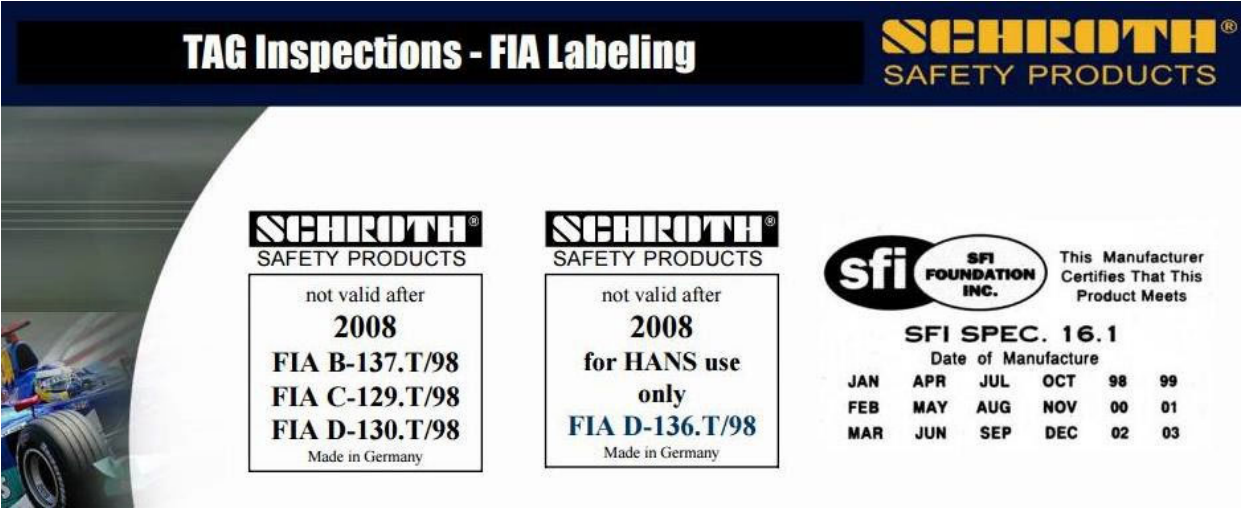 TAG Inspections - FIA Labeling
SCHROTH®
SAFETY PRODUCTS
SCHROTH®
SAFETY PRODUCTS
not valid after
2008
FIA B-137.T/98
FIA C-129.T/98
FIA D-130.T/98
Made in Germany
SCHROTH®
SAFETY PRODUCTS
not valid after
2008
for HANS use
only
FIA D-136.T/98
Made in Germany
sfi
SFI
FOUNDATION
INC.
This Manufacturer
Certifies That This
Product Meets
SFI SPEC. 16.1
Date of Manufacture
JAN APR JUL OCT 98 99
FEB MAY AUG NOV 00 01
MAR JUN SEP DEC 02 03